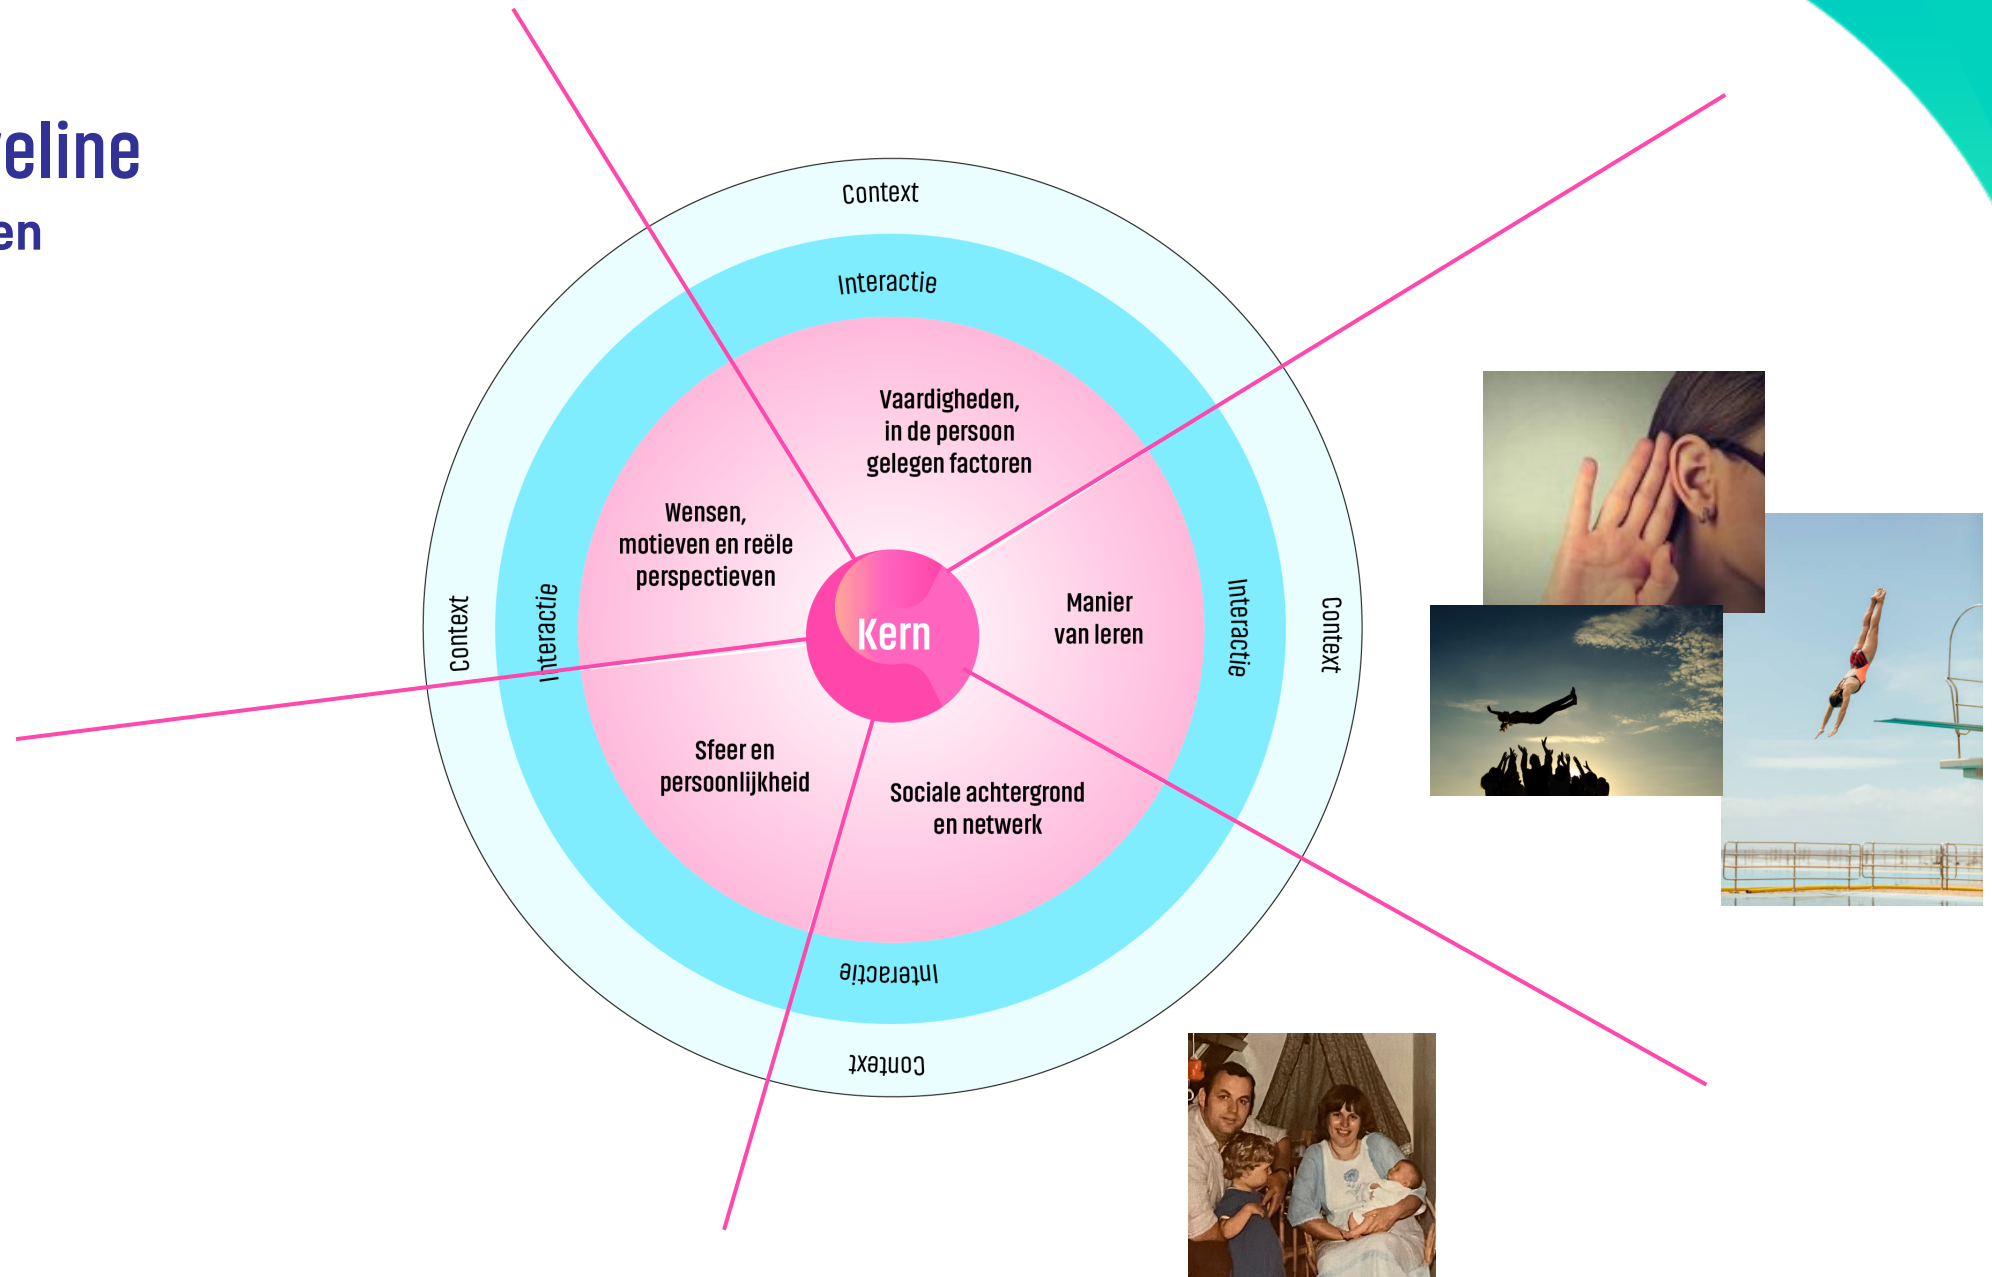 eline
en
Context
Interactie
Vaardigheden,
in de persoon
gelegen factoren
Wensen,
motieven en reële
perspectieven
Manier
van leren
Kern
Context
Interactie
Interactie
Context
Sfeer en
persoonlijkheid
Sociale achtergrond
en netwerk
Interactie
Context